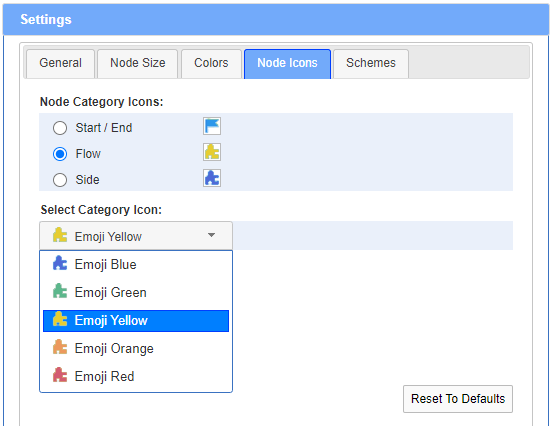 Settings
General Node Size Colors Node Icons Schemes
Node Category Icons:
Start / End
Flow
Side
Select Category Icon:
Emoji Yellow
Emoji Blue
Emoji Green
Emoji Yellow
Emoji Orange
Emoji Red
Reset To Defaults